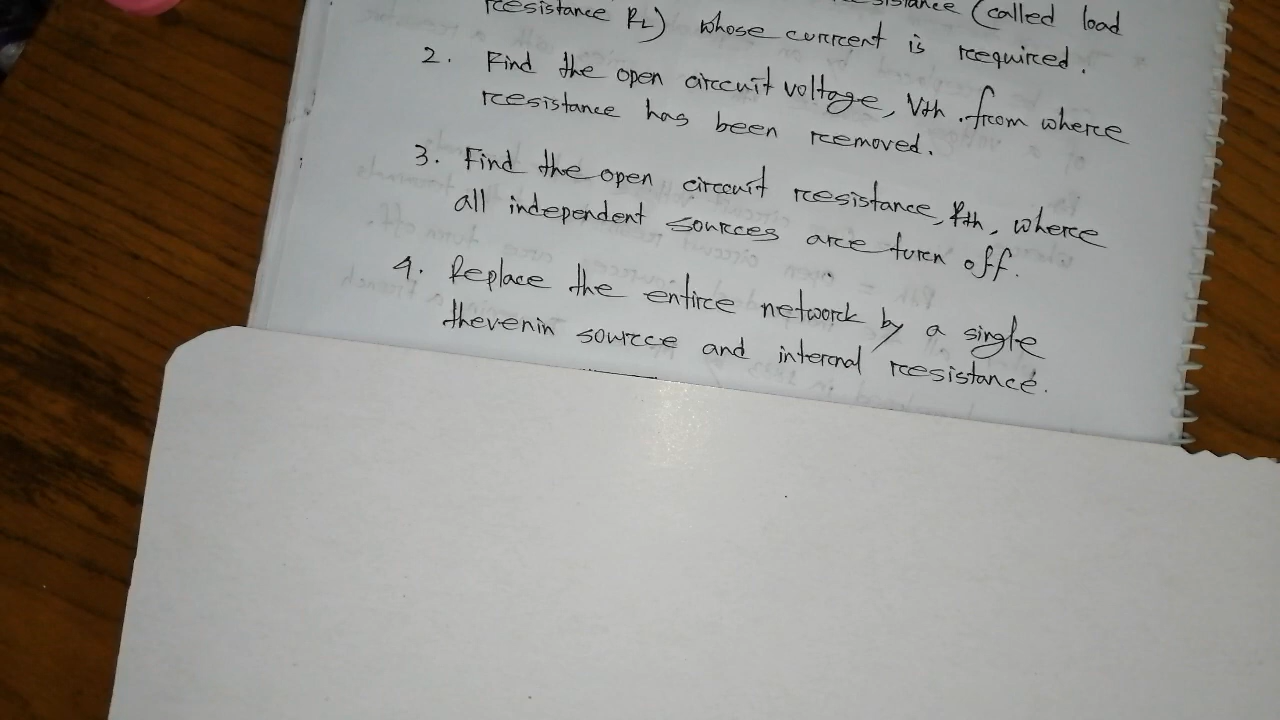 resistance (called load
resistance RL) whose current is required.
2. Find the open circuit voltage, Vth. from where
resistance has been removed.
3. Find the open circuit resistance, Rth, where
all independent sources are turn off.
4. Replace the entire network by a single
thevenin source and internal resistance.